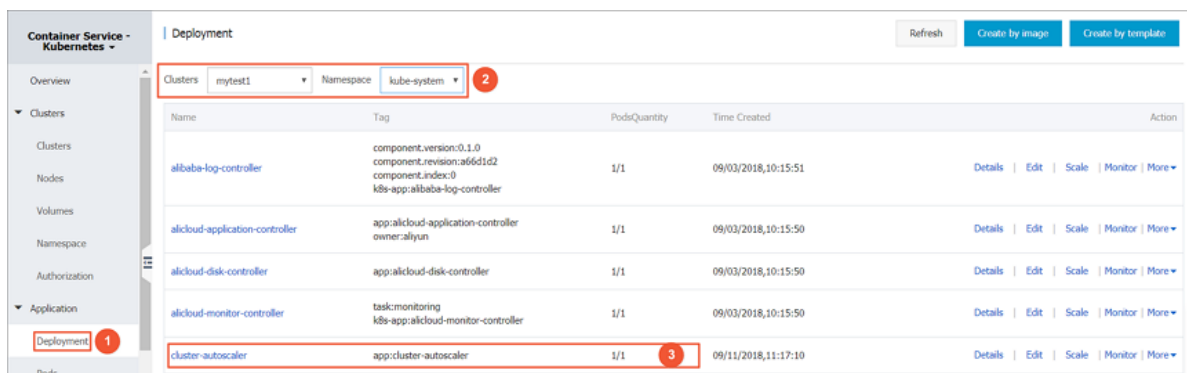 Container Service - Kubernetes
Deployment
Refresh
Create by image
Create by template
Overview
Clusters mytest1 Namespace kube-system 2
Clusters
Name Tag PodsQuantity Time Created Action
Clusters
Nodes
Volumes
Namespace
Authorization
Application
Deployment 1
Pods
component.version:0.1.0
component.revision:a66d1d2
alibaba-log-controller 1/1 09/03/2018,10:15:51 Details | Edit | Scale | Monitor | More
component.index:0
k8s-app:alibaba-log-controller
app:alicloud-application-controller
alicloud-application-controller 1/1 09/03/2018,10:15:50 Details | Edit | Scale | Monitor | More
owner:aliyun
alicloud-disk-controller app:alicloud-disk-controller 1/1 09/03/2018,10:15:50 Details | Edit | Scale | Monitor | More
task:monitoring
alicloud-monitor-controller 1/1 09/03/2018,10:15:50 Details | Edit | Scale | Monitor | More
k8s-app:alicloud-monitor-controller
cluster-autoscaler app:cluster-autoscaler 1/1 3 09/11/2018,11:17:10 Details | Edit | Scale | Monitor | More